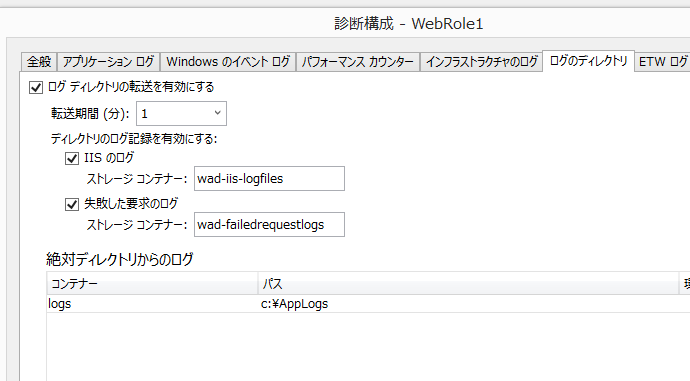 診断構成 - WebRole1
全般 アプリケーション ログ Windows のイベント ログ パフォーマンス カウンター インフラストラクチャのログ ログのディレクトリ ETW ログ
ログ ディレクトリの転送を有効にする
転送期間 (分): 1
ディレクトリのログ記録を有効にする:
IIS のログ
ストレージ コンテナー: wad-iis-logfiles
失敗した要求のログ
ストレージ コンテナー: wad-failedrequestlogs
絶対ディレクトリからのログ
コンテナー パス
logs c:¥AppLogs